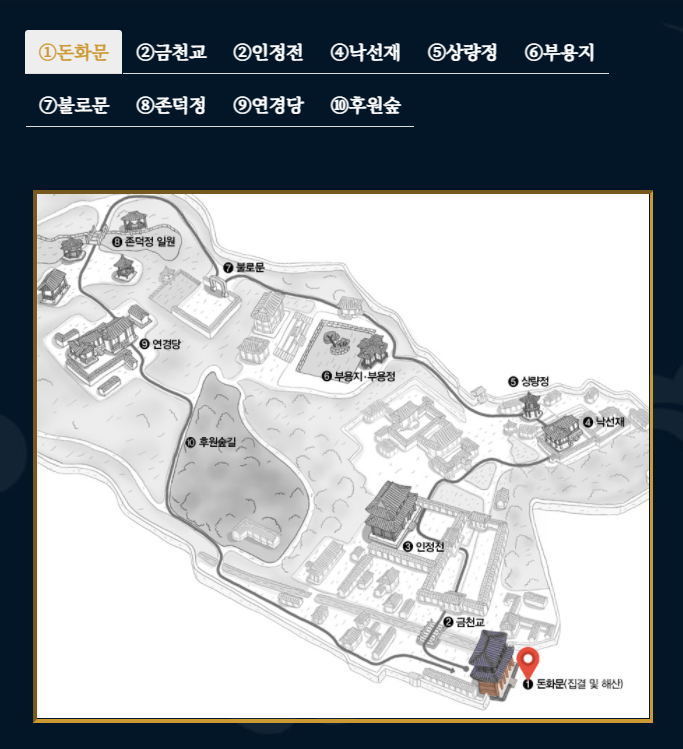 ①돈화문 ②금천교 ②인정전 ④낙선재 ⑤상량정 ⑥부용지
⑦불로문 ⑧존덕정 ⑨연경당 ⑩후원숲
❽ 존덕정 일원
❼ 불로문
❾ 연경당
❻ 부용지·부용정
❺ 상량정
❹ 낙선재
❿ 후원숲길
❸ 인정전
❷ 금천교
❶ 돈화문(집결 및 해산)